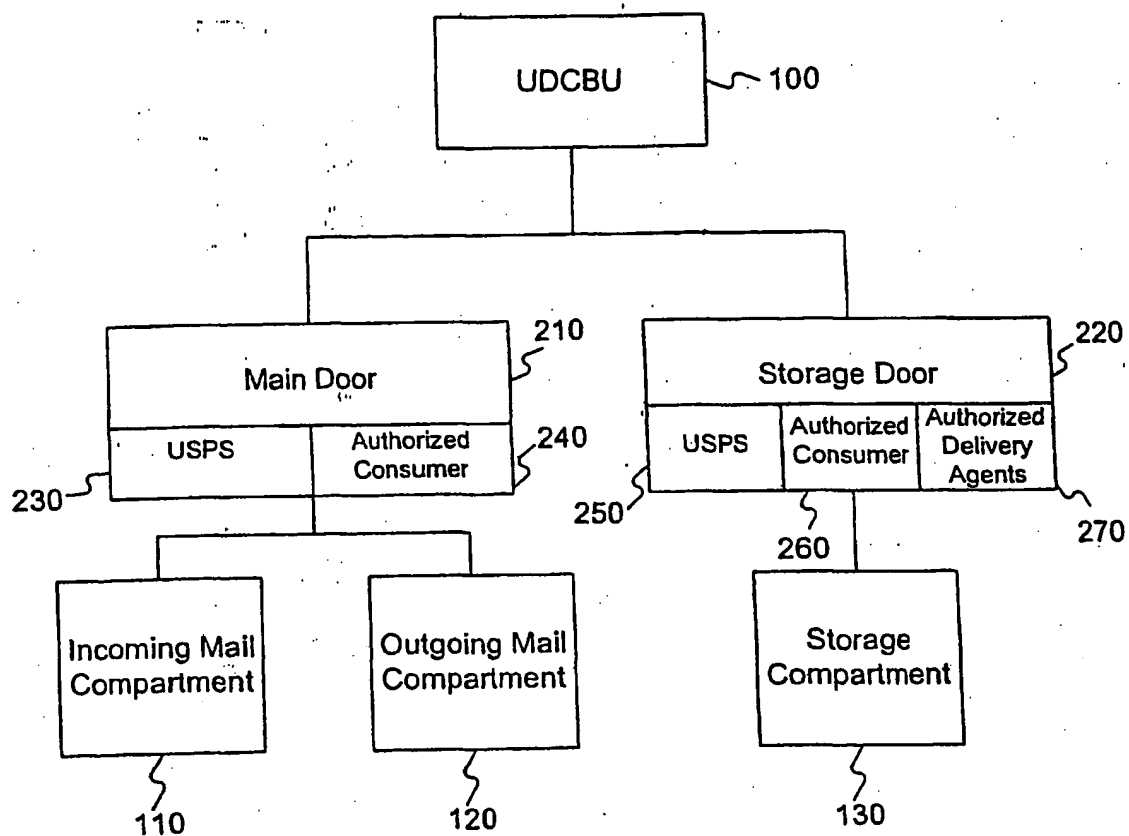 UDCBU
100
Main Door
210
Storage Door
220
USPS
Authorized
Consumer
230
240
USPS
Authorized
Consumer
Authorized
Delivery
Agents
250
260
270
Incoming Mail
Compartment
Outgoing Mail
Compartment
Storage
Compartment
110
120
130